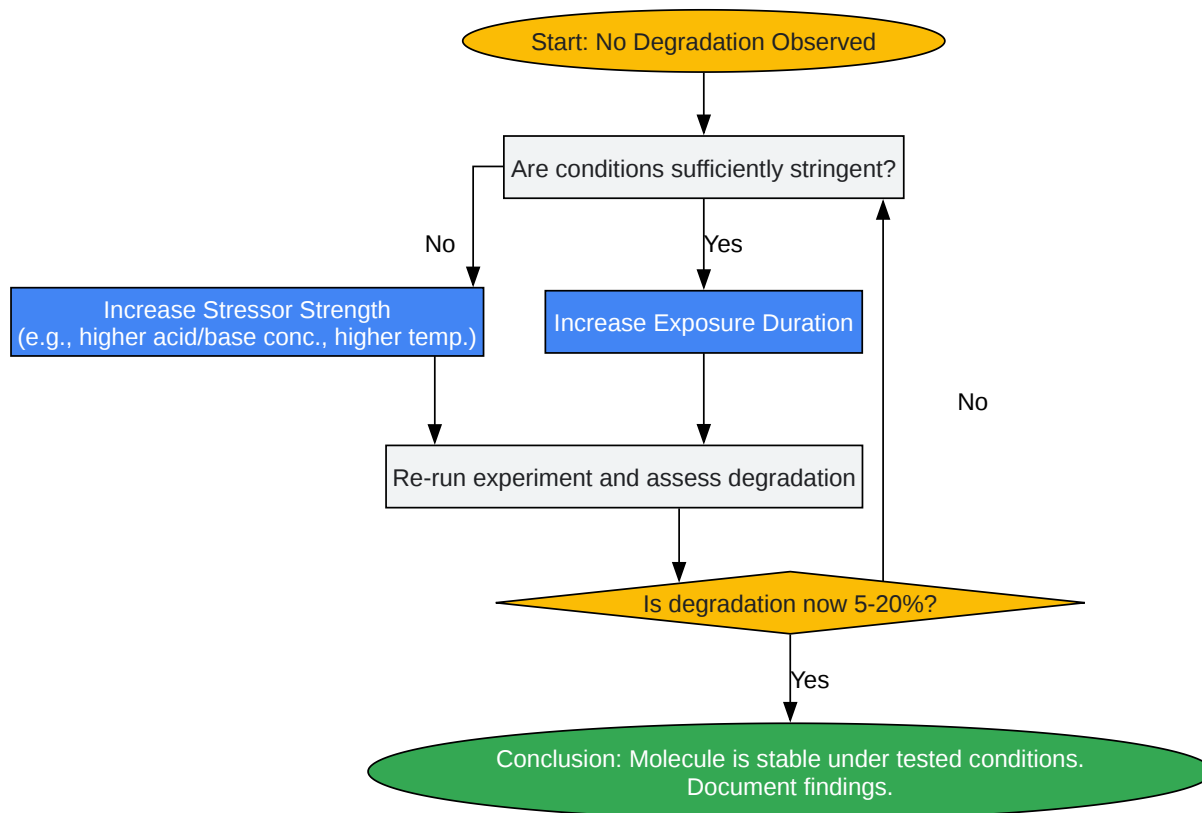 Start: No Degradation Observed
Are conditions sufficiently stringent?
No
Yes
Increase Stressor Strength
(e.g., higher acid/base conc., higher temp.)
Increase Exposure Duration
No
Re-run experiment and assess degradation
Is degradation now 5-20%?
Yes
Conclusion: Molecule is stable under tested conditions.
Document findings.